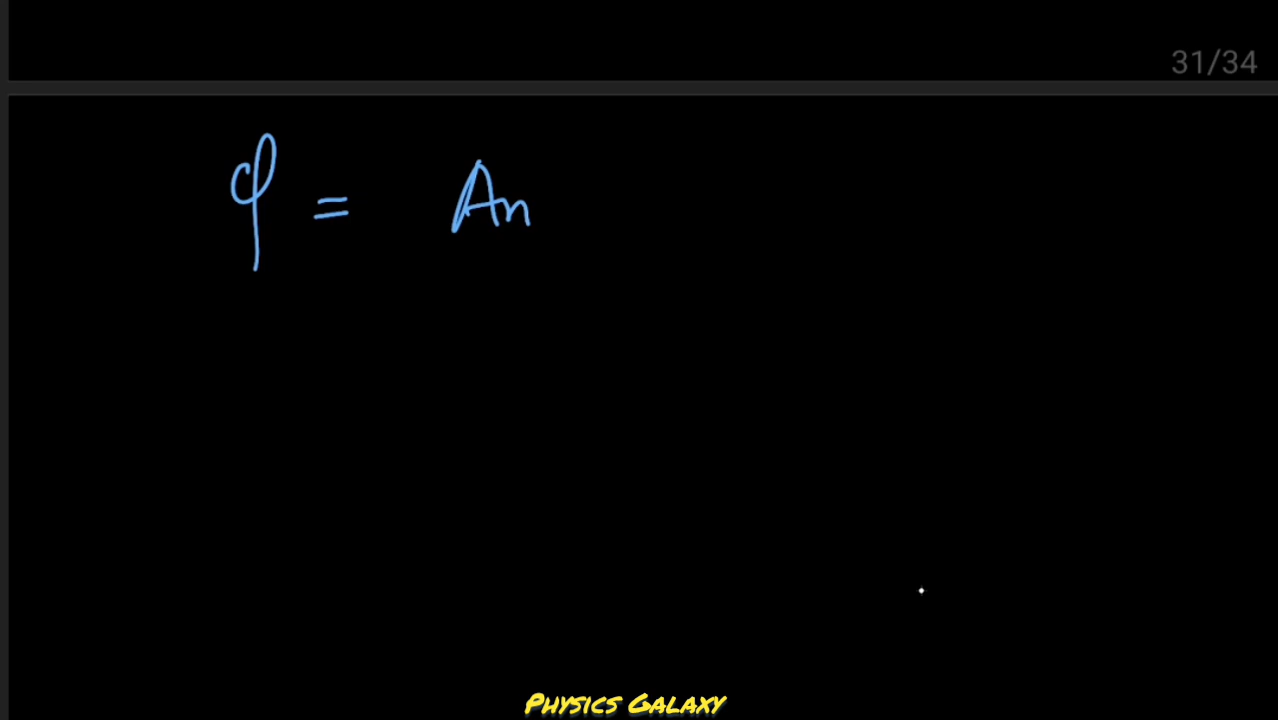 31/34
φ = An
PHYSICS GALAXY